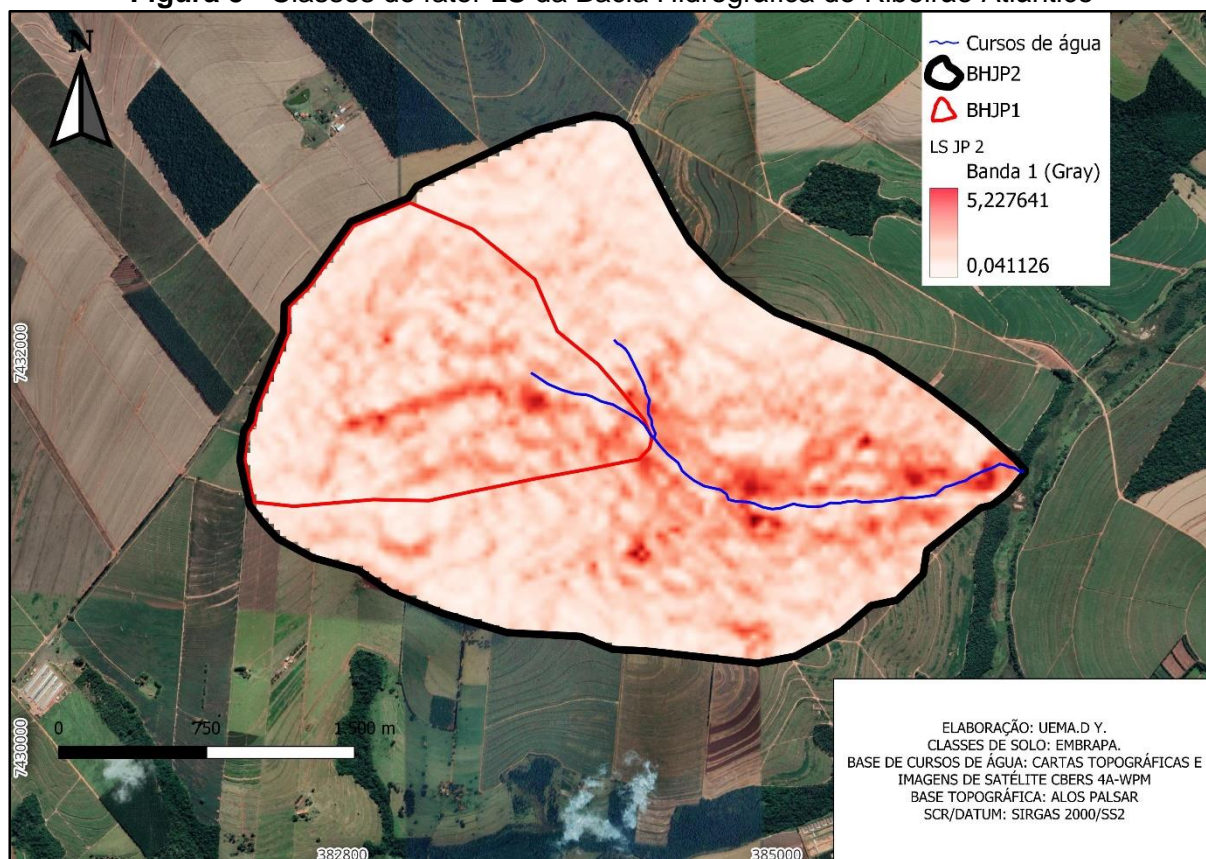 Figura 6 - Classes do fator LS da Bacia Hidrográfica do Ribeirão Atlântico
N
Cursos de água
BHJP2
BHJP1
LS JP 2
Banda 1 (Gray)
5,227641
0,041126
7432000
7430000
0 750 1.500 m
382800
385000
ELABORAÇÃO: UEMA.D Y.
CLASSES DE SOLO: EMBRAPA.
BASE DE CURSOS DE ÁGUA: CARTAS TOPOGRÁFICAS E
IMAGENS DE SATÉLITE CBERS 4A-WPM
BASE TOPOGRÁFICA: ALOS PALSAR
SCR/DATUM: SIRGAS 2000/SS2